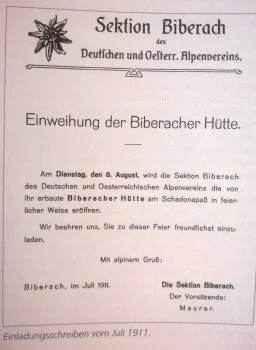 Sektion Biberach
des
Deutschen und Oesterr. Alpenvereins.
Einweihung der Biberacher Hütte.
Am Dienstag, den 8. August, wird die Sektion Biberach
des Deutschen und Oesterreichischen Alpenvereins die von
ihr erbaute Biberacher Hütte am Schadonapaß in feier-
licher Weise eröffnen.
Wir beehren uns, Sie zu dieser Feier freundlichst einzu-
laden.
Mit alpinem Gruß:
Biberach, im Juli 1911.
Die Sektion Biberach.
Der Vorsitzende:
Maurer.
Einladungsschreiben vom Juli 1911.